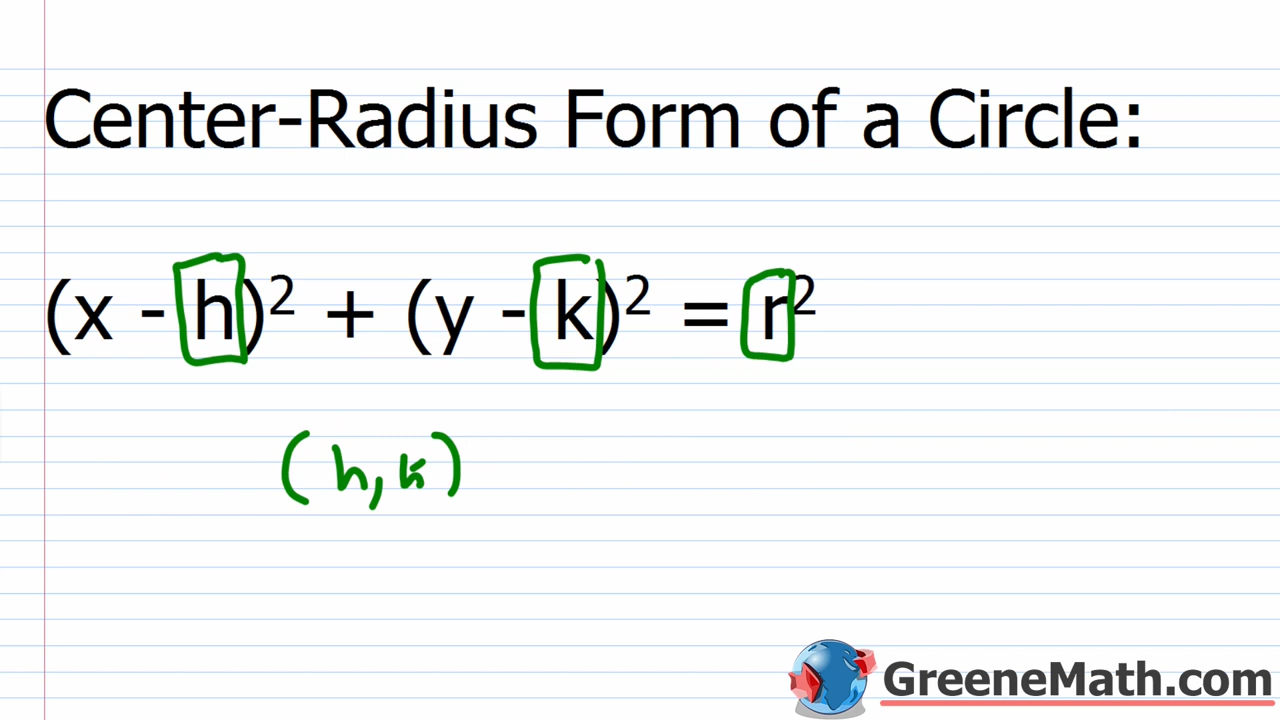 Center-Radius Form of a Circle:
(x - h)² + (y - k)² = r²
(h, k)
GreeneMath.com